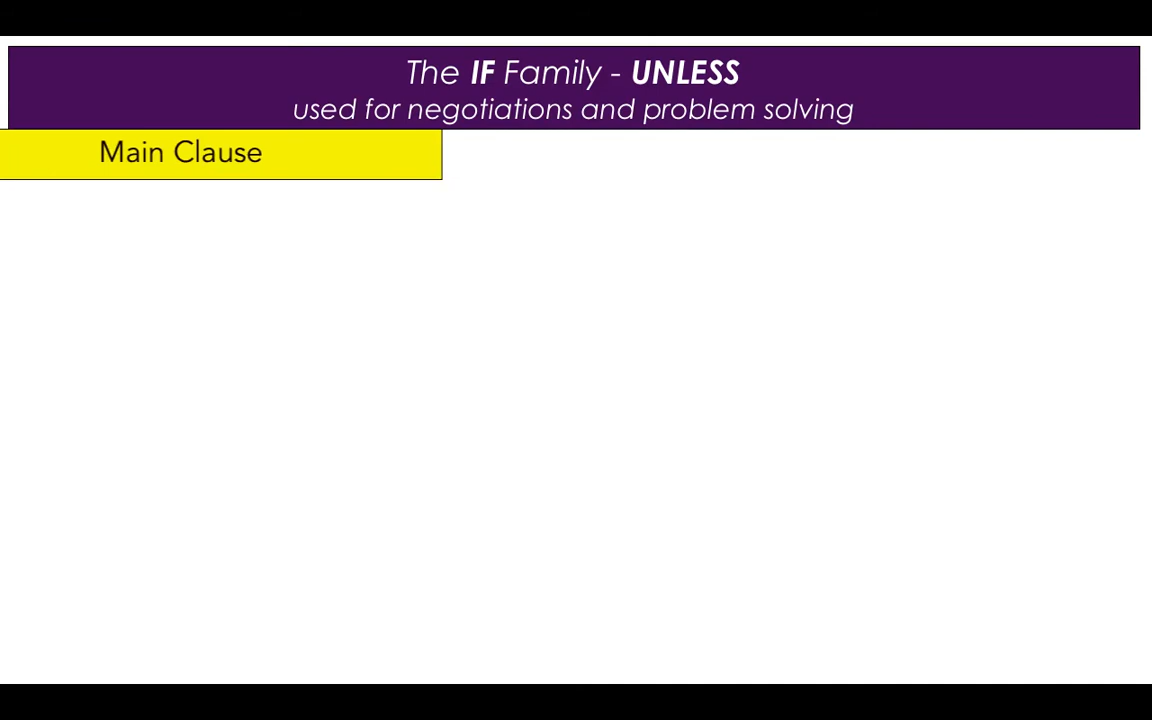 The IF Family - UNLESS
used for negotiations and problem solving
Main Clause